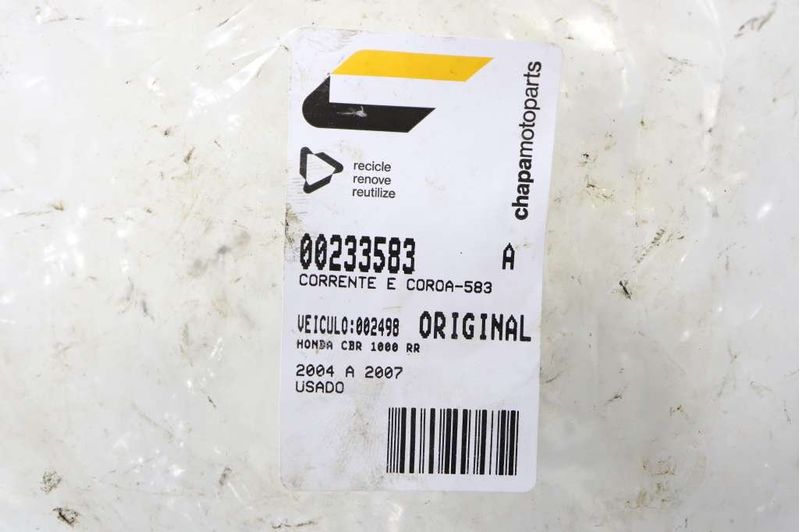 chapamotoparts
recicle
renove
reutilize
00233583 A
CORRENTE E COROA-583
VEICULO:002498 ORIGINAL
HONDA CBR 1000 RR
2004 A 2007
USADO